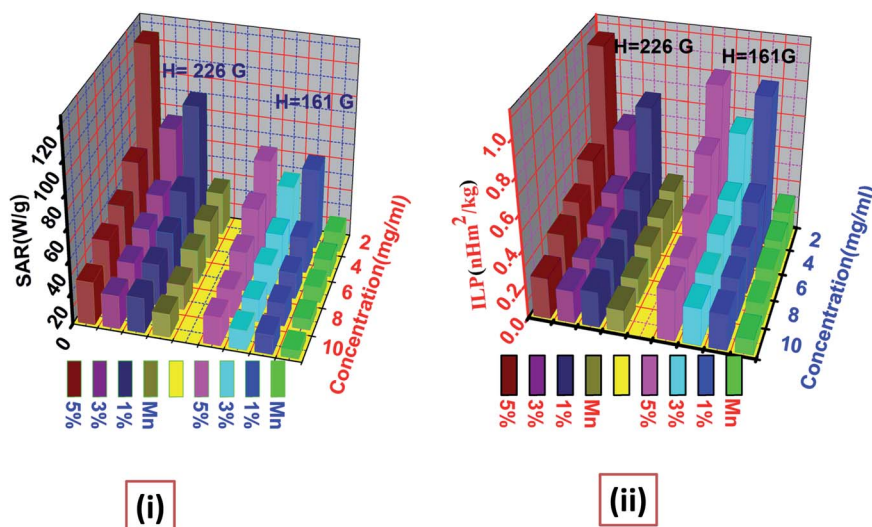 H= 226 G
H=161 G
SAR(W/g)
120
100
80
60
40
20
0
2
4
6
8
10
Concentration(mg/ml)
5%
3%
1%
Mn
5%
3%
1%
Mn
(i)
H=226 G
H=161G
ILP(nHm²/kg)
1.0
0.8
0.6
0.4
0.2
0.0
2
4
6
8
10
Concentration(mg/ml)
5%
3%
1%
Mn
5%
3%
1%
Mn
(ii)